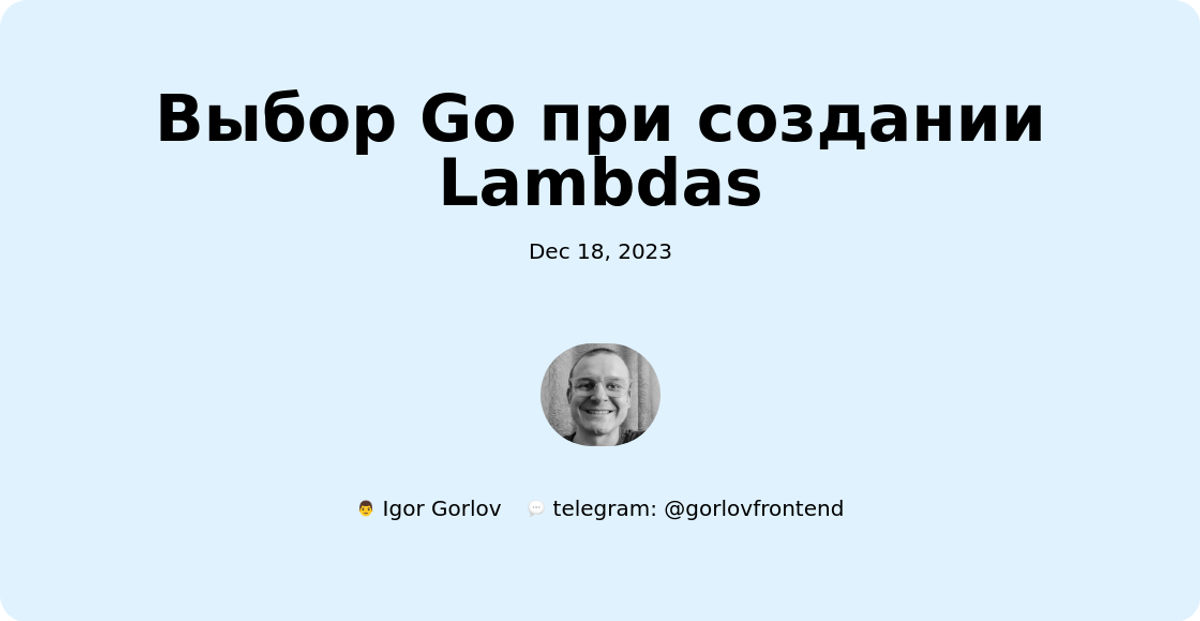 Выбор Go при создании
Lambdas
Dec 18, 2023
👨 Igor Gorlov 💬 telegram: @gorlovfrontend